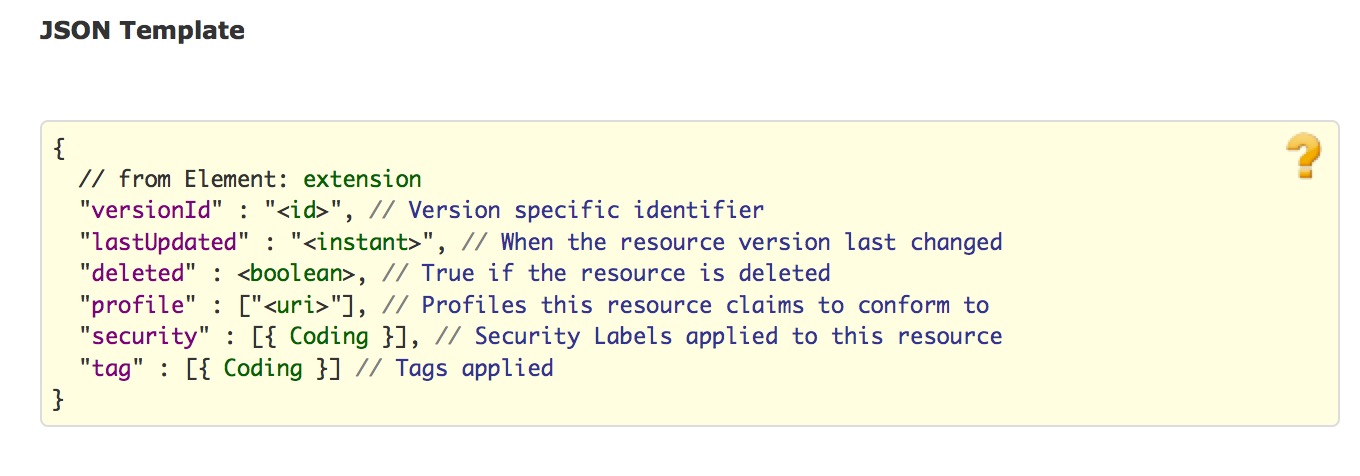 JSON Template
{
// from Element: extension
"versionId" : "<id>", // Version specific identifier
"lastUpdated" : "<instant>", // When the resource version last changed
"deleted" : <boolean>, // True if the resource is deleted
"profile" : ["<uri>"], // Profiles this resource claims to conform to
"security" : [{ Coding }], // Security Labels applied to this resource
"tag" : [{ Coding }] // Tags applied
}
?